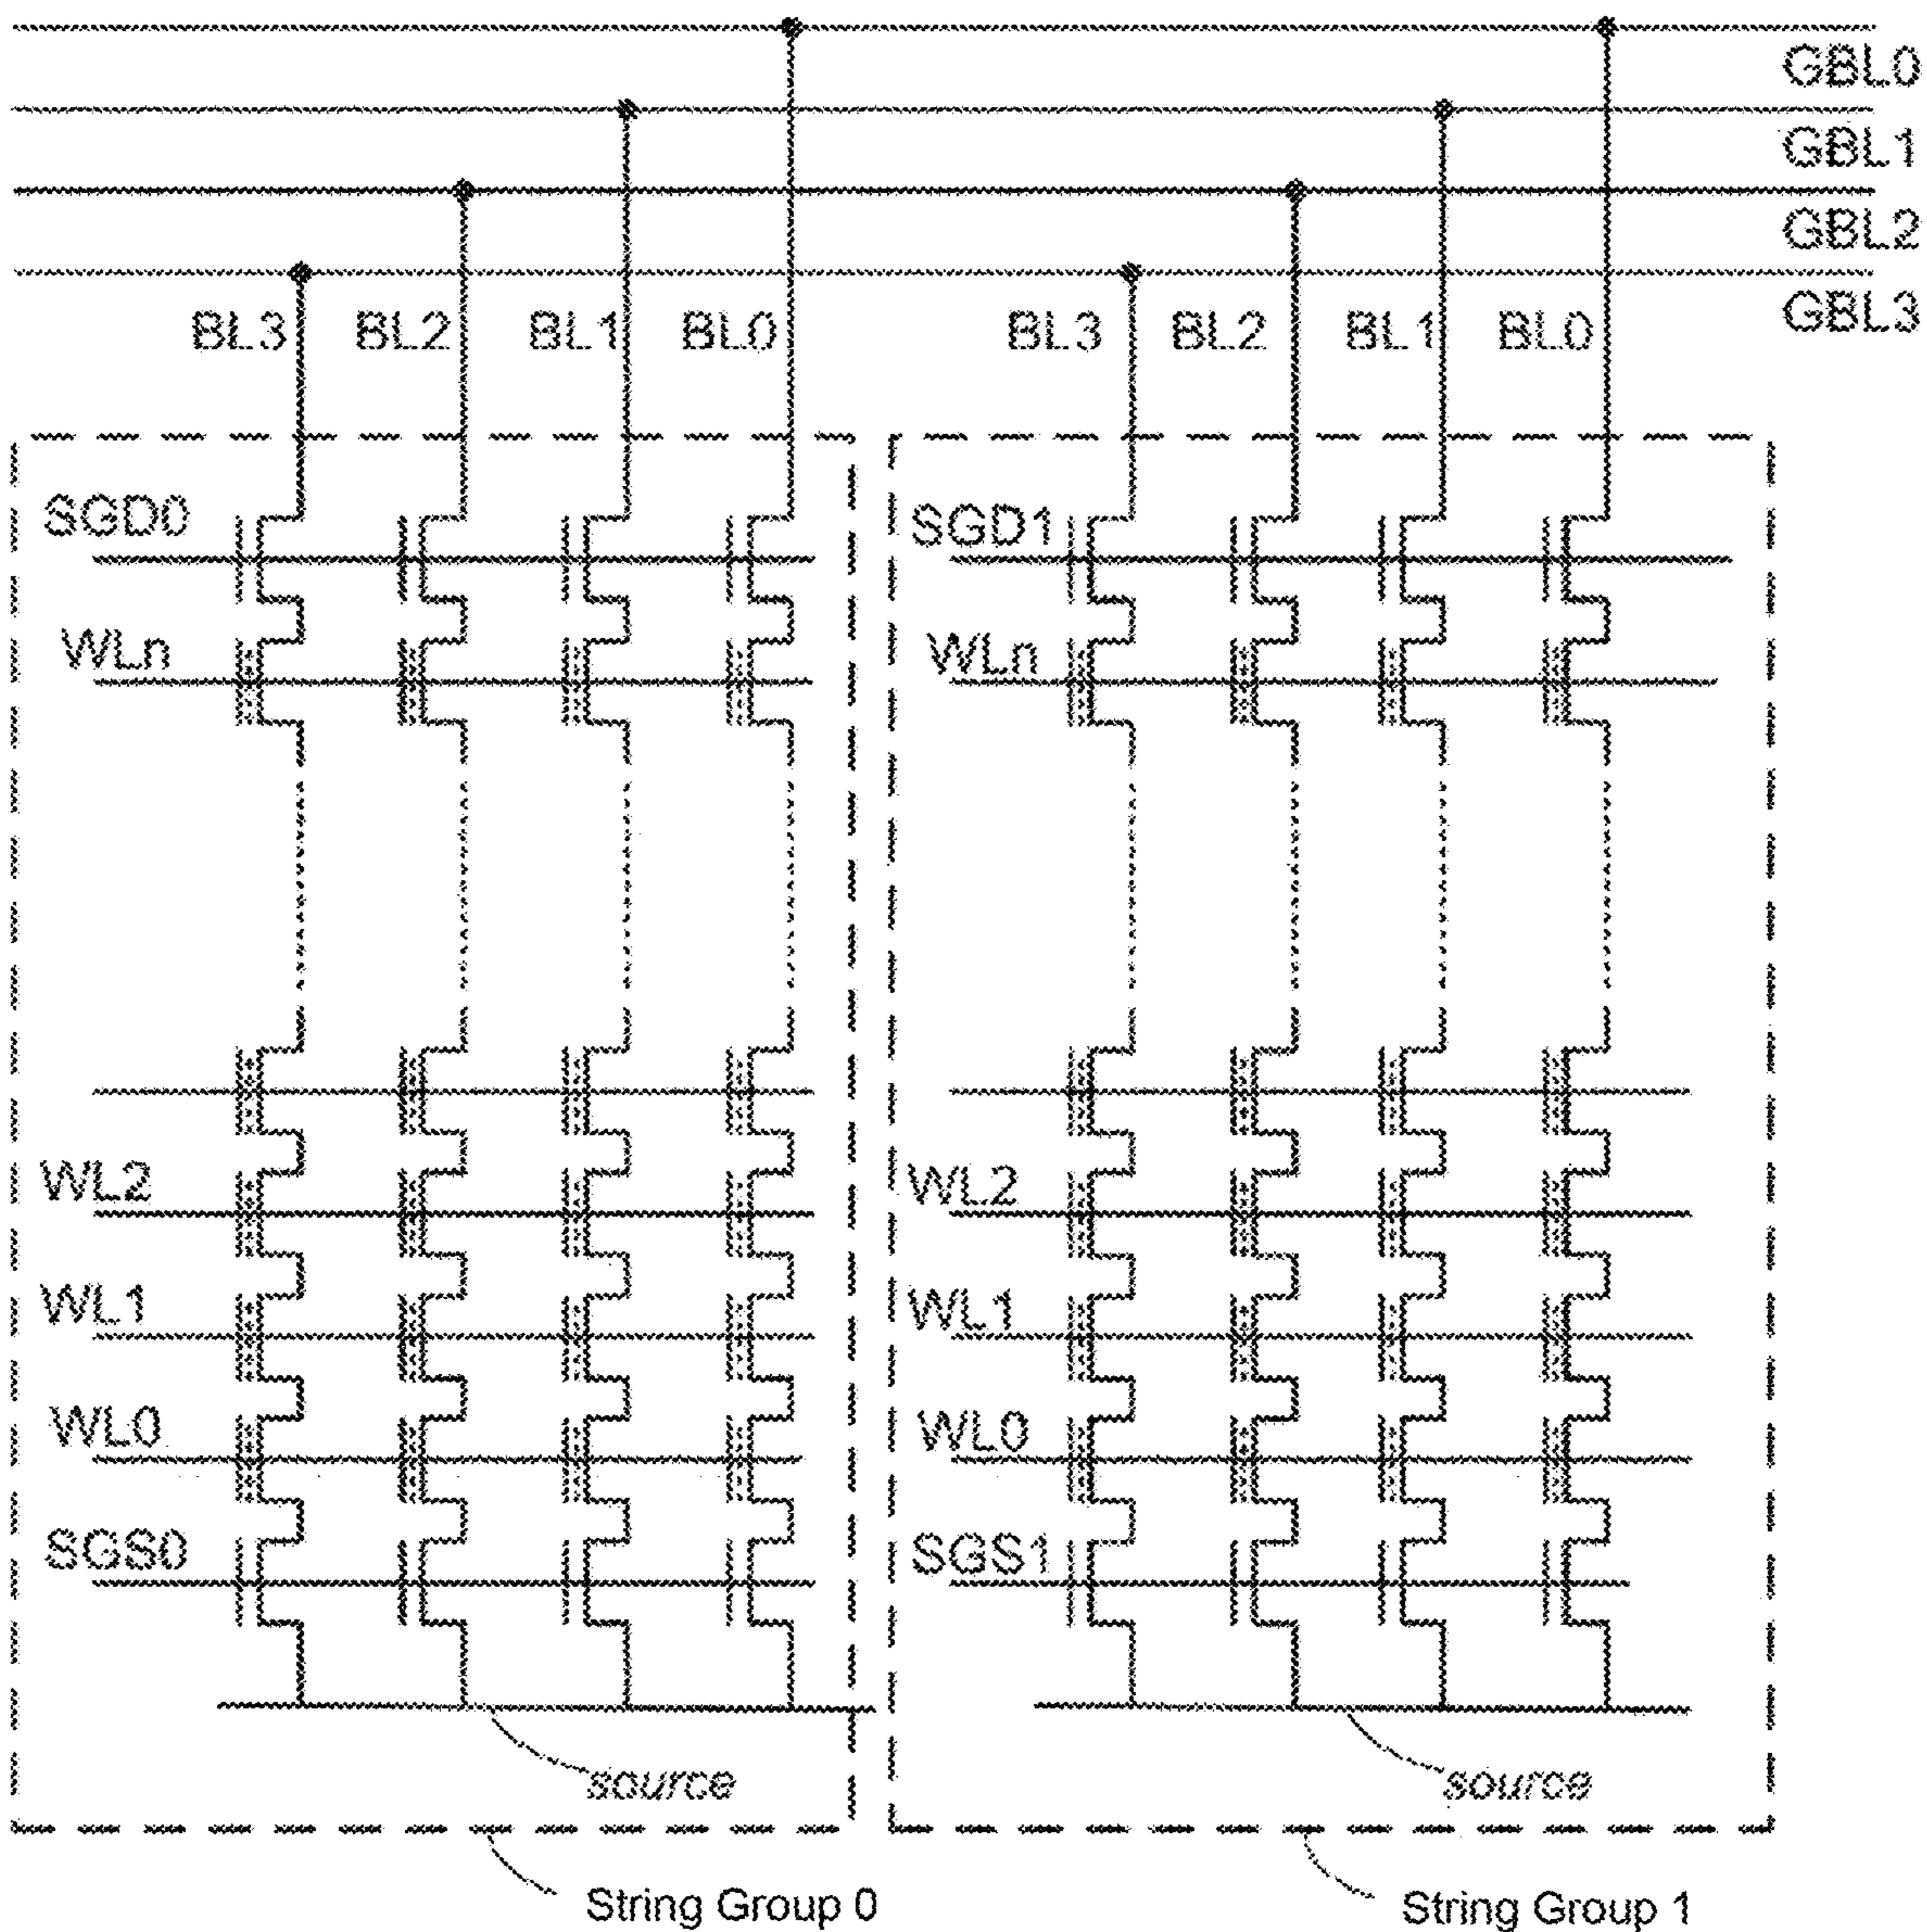 GBL0
GBL1
GBL2
GBL3
BL3 BL2 BL1 BL0 BL3 BL2 BL1 BL0
SGD0 SGD1
WLn WLn
WL2 WL2
WL1 WL1
WL0 WL0
SGS0 SGS1
source source
String Group 0 String Group 1